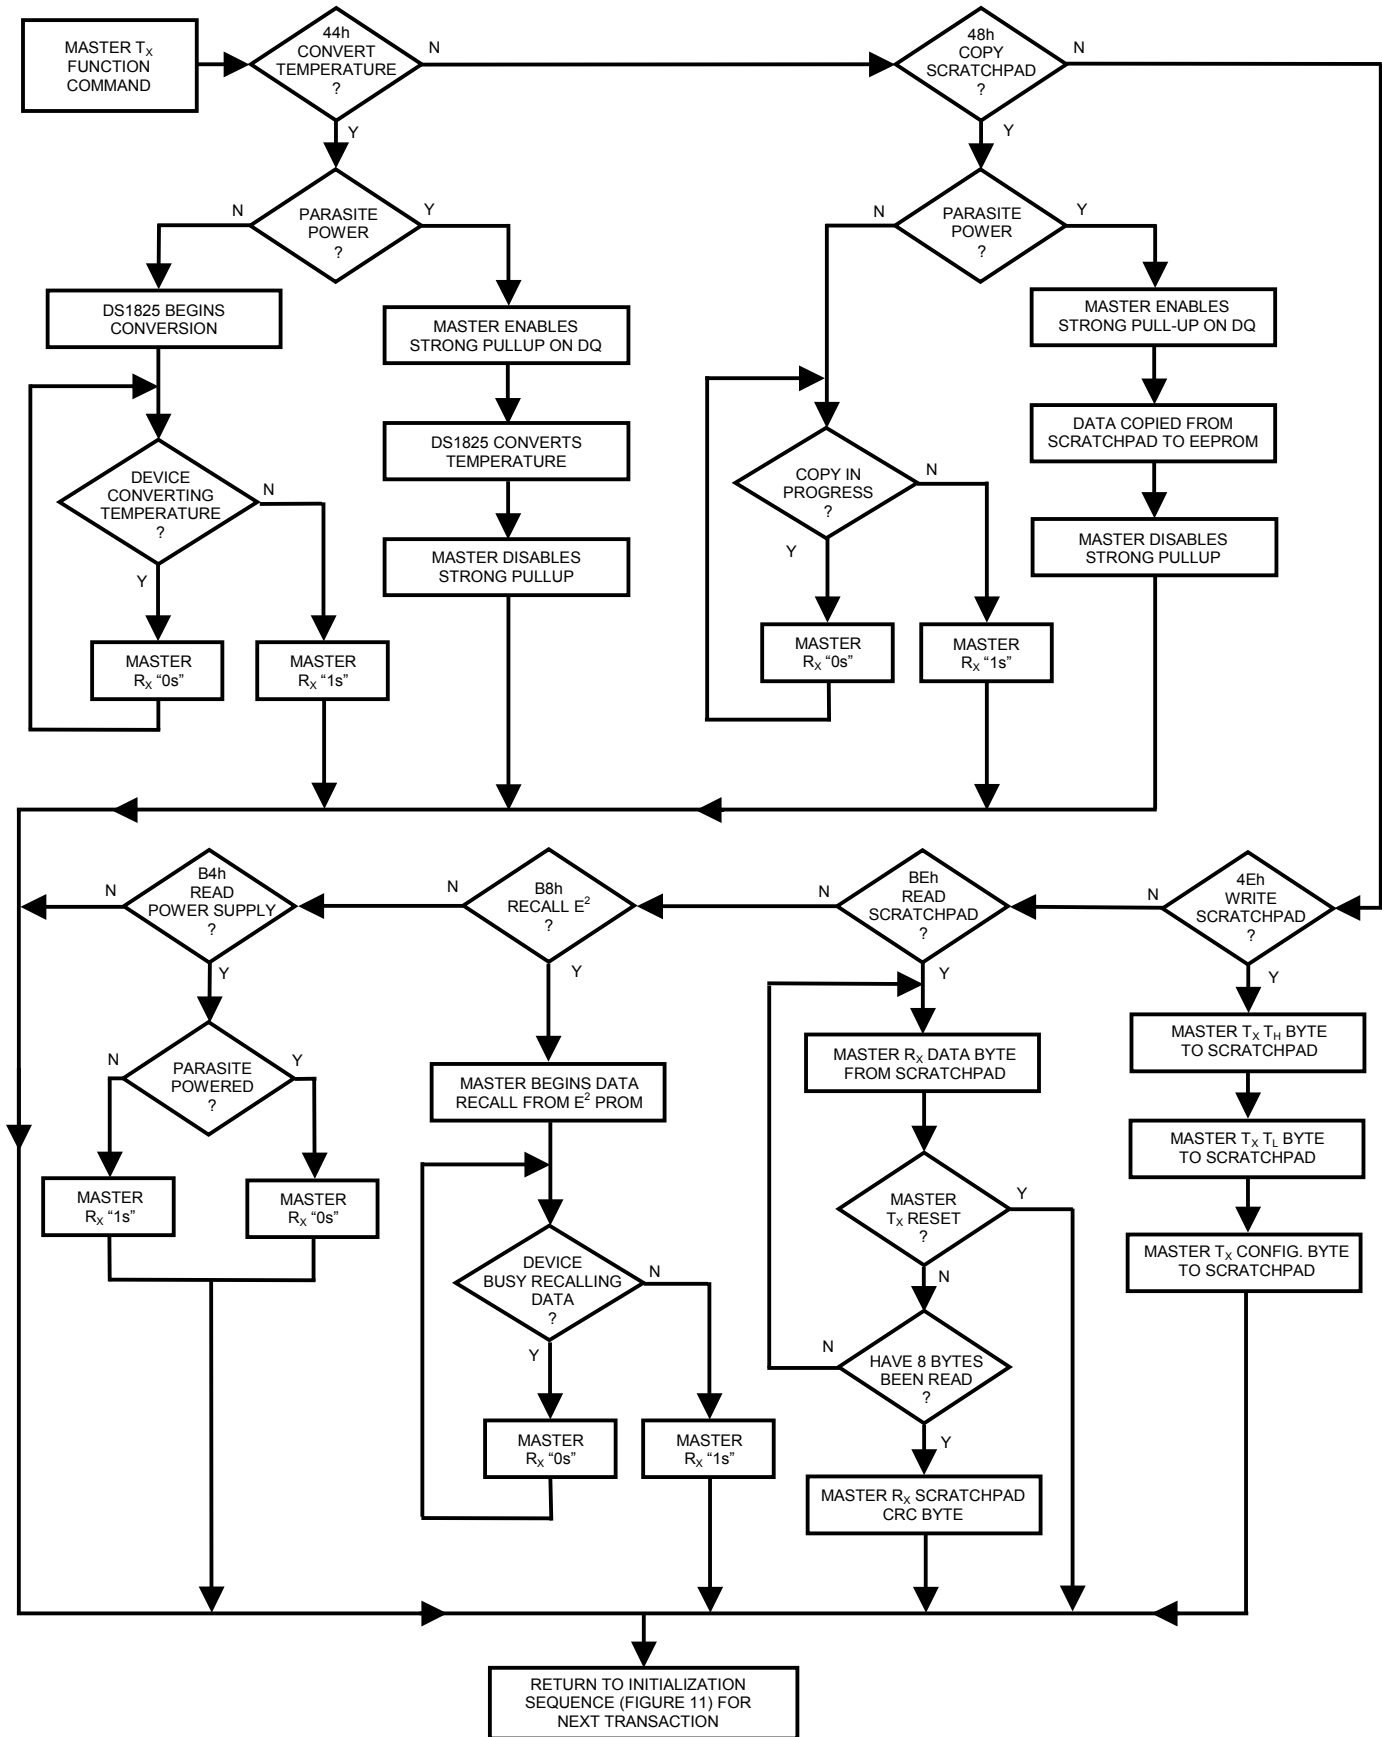 MASTER TX
FUNCTION
COMMAND
44h
CONVERT
TEMPERATURE
?
N
Y
48h
COPY
SCRATCHPAD
?
N
Y
PARASITE
POWER
?
N
Y
PARASITE
POWER
?
N
Y
DS1825 BEGINS
CONVERSION
MASTER ENABLES
STRONG PULLUP ON DQ
MASTER ENABLES
STRONG PULL-UP ON DQ
DEVICE
CONVERTING
TEMPERATURE
?
N
Y
DS1825 CONVERTS
TEMPERATURE
COPY IN
PROGRESS
?
N
Y
DATA COPIED FROM
SCRATCHPAD TO EEPROM
MASTER DISABLES
STRONG PULLUP
MASTER DISABLES
STRONG PULLUP
MASTER
RX “0s”
MASTER
RX “1s”
MASTER
RX “0s”
MASTER
RX “1s”
B4h
READ
POWER SUPPLY
?
N
Y
B8h
RECALL E2
?
N
Y
BEh
READ
SCRATCHPAD
?
N
Y
4Eh
WRITE
SCRATCHPAD
?
N
Y
PARASITE
POWERED
?
N
Y
MASTER
RX “1s”
MASTER
RX “0s”
MASTER BEGINS DATA
RECALL FROM E2 PROM
DEVICE
BUSY RECALLING
DATA
?
N
Y
MASTER
RX “0s”
MASTER
RX “1s”
MASTER RX DATA BYTE
FROM SCRATCHPAD
MASTER
TX RESET
?
Y
N
HAVE 8 BYTES
BEEN READ
?
N
Y
MASTER RX SCRATCHPAD
CRC BYTE
MASTER TX TH BYTE
TO SCRATCHPAD
MASTER TX TL BYTE
TO SCRATCHPAD
MASTER TX CONFIG. BYTE
TO SCRATCHPAD
RETURN TO INITIALIZATION
SEQUENCE (FIGURE 11) FOR
NEXT TRANSACTION